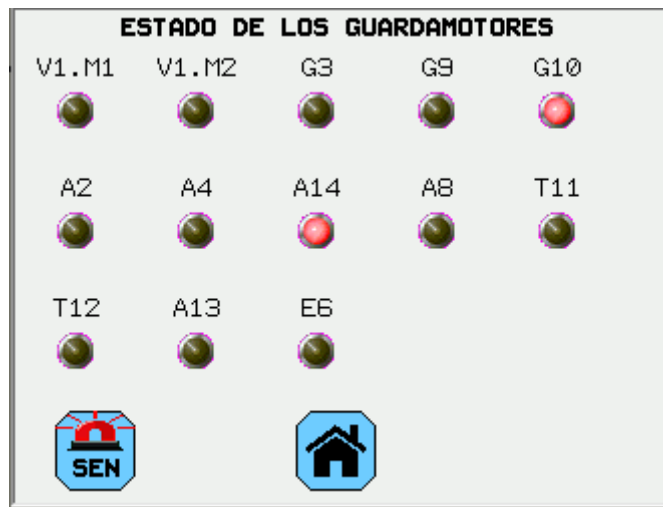 ESTADO DE LOS GUARDAMOTORES
V1.M1 V1.M2 G3 G9 G10
A2 A4 A14 A8 T11
T12 A13 E6
SEN